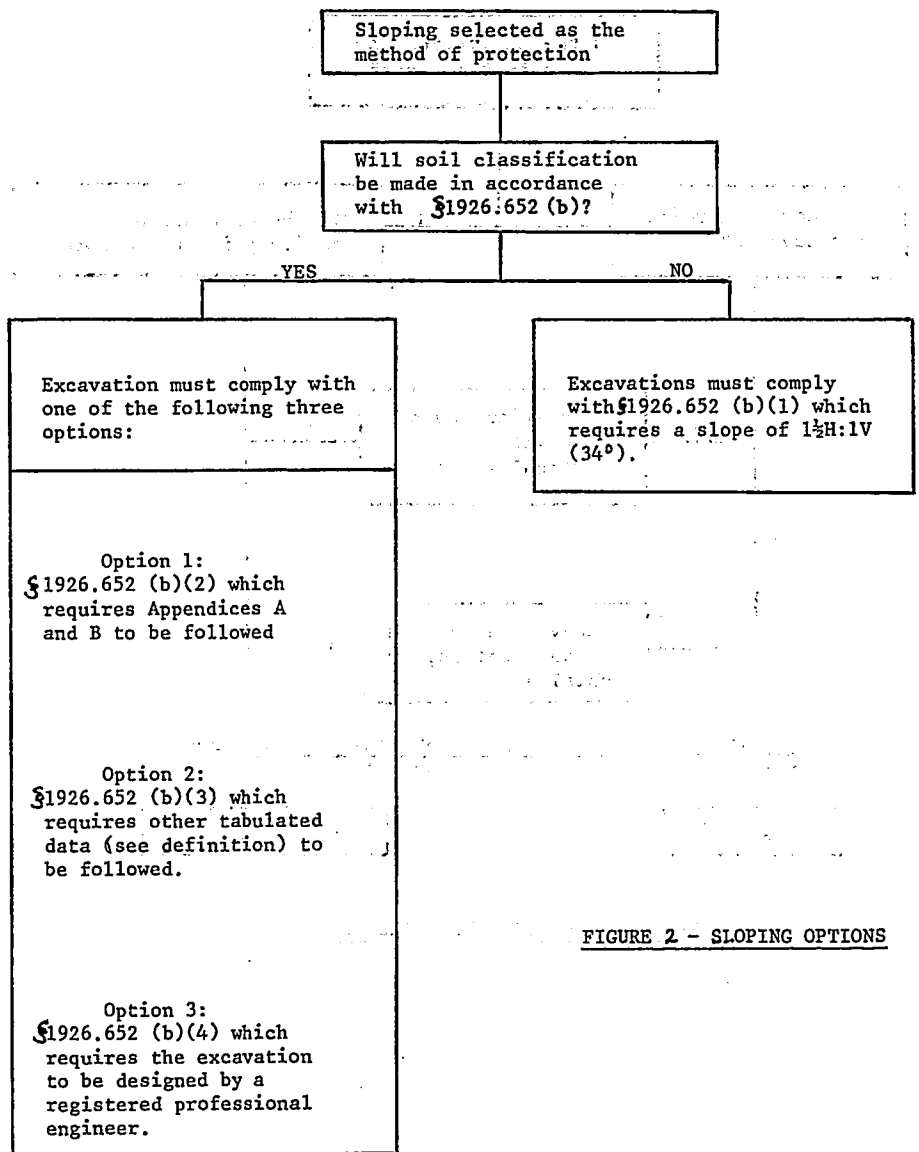 Sloping selected as the
method of protection
Will soil classification
be made in accordance
with §1926.652 (b)?
YES
NO
Excavation must comply with
one of the following three
options:
Excavations must comply
with §1926.652 (b)(1) which
requires a slope of 1½H:1V
(34°).
Option 1:
§1926.652 (b)(2) which
requires Appendices A
and B to be followed
Option 2:
§1926.652 (b)(3) which
requires other tabulated
data (see definition) to
be followed.
Option 3:
§1926.652 (b)(4) which
requires the excavation
to be designed by a
registered professional
engineer.
FIGURE 2 - SLOPING OPTIONS